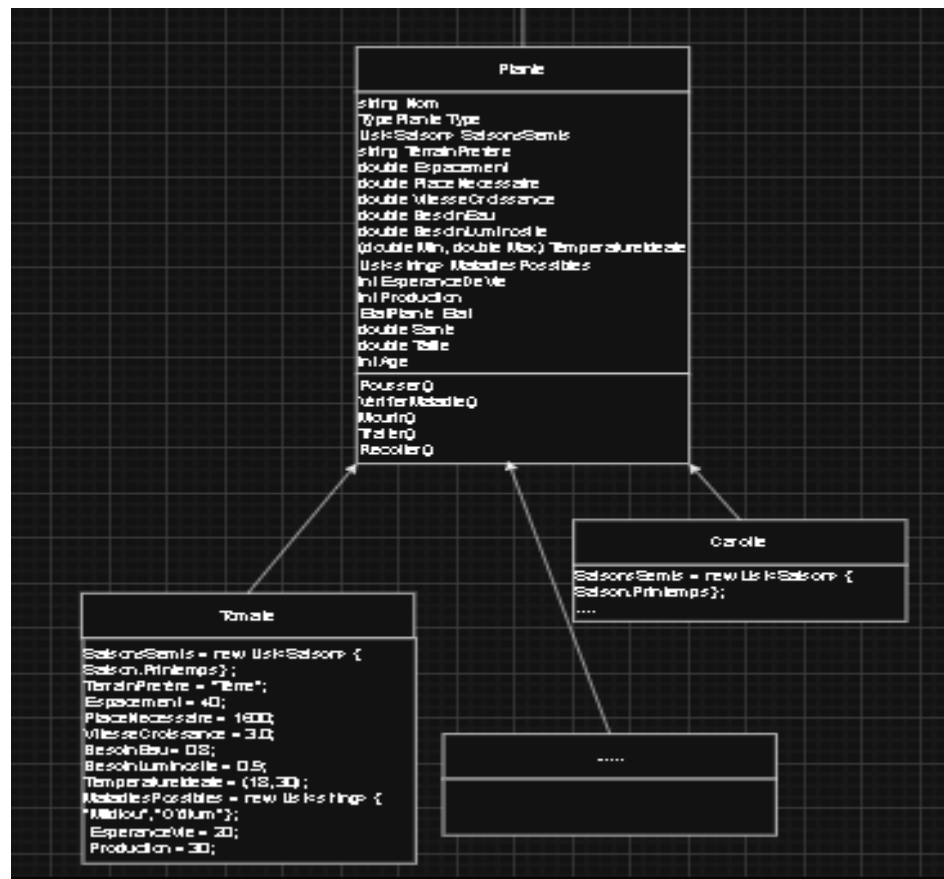 Plante
string Nom
TypePlante Type
List<Saison> SaisonsSemis
string TerrainPrefere
double Espacement
double PlaceNecessaire
double VitesseCroissance
double BesoinEau
double BesoinLuminosite
(double Min, double Max) TemperatureIdeale
List<string> MaladiesPossibles
int EsperanceDeVie
int Production
EtatPlante Etat
double Sante
double Taille
int Age
Pousser()
VerifierMaladie()
Mourir()
Traiter()
Recolter()
Carotte
SaisonsSemis = new List<Saison> {
Saison.Printemps};
....
Tomate
SaisonsSemis = new List<Saison> {
Saison.Printemps};
TerrainPrefere = "Terre";
Espacement = 40;
PlaceNecessaire = 1600;
VitesseCroissance = 3.0;
BesoinEau = 0.8;
BesoinLuminosite = 0.9;
TemperatureIdeale = (18,30);
MaladiesPossibles = new List<string> {
"Mildiou","Oïdium"};
EsperanceVie = 20;
Production = 30;
.....